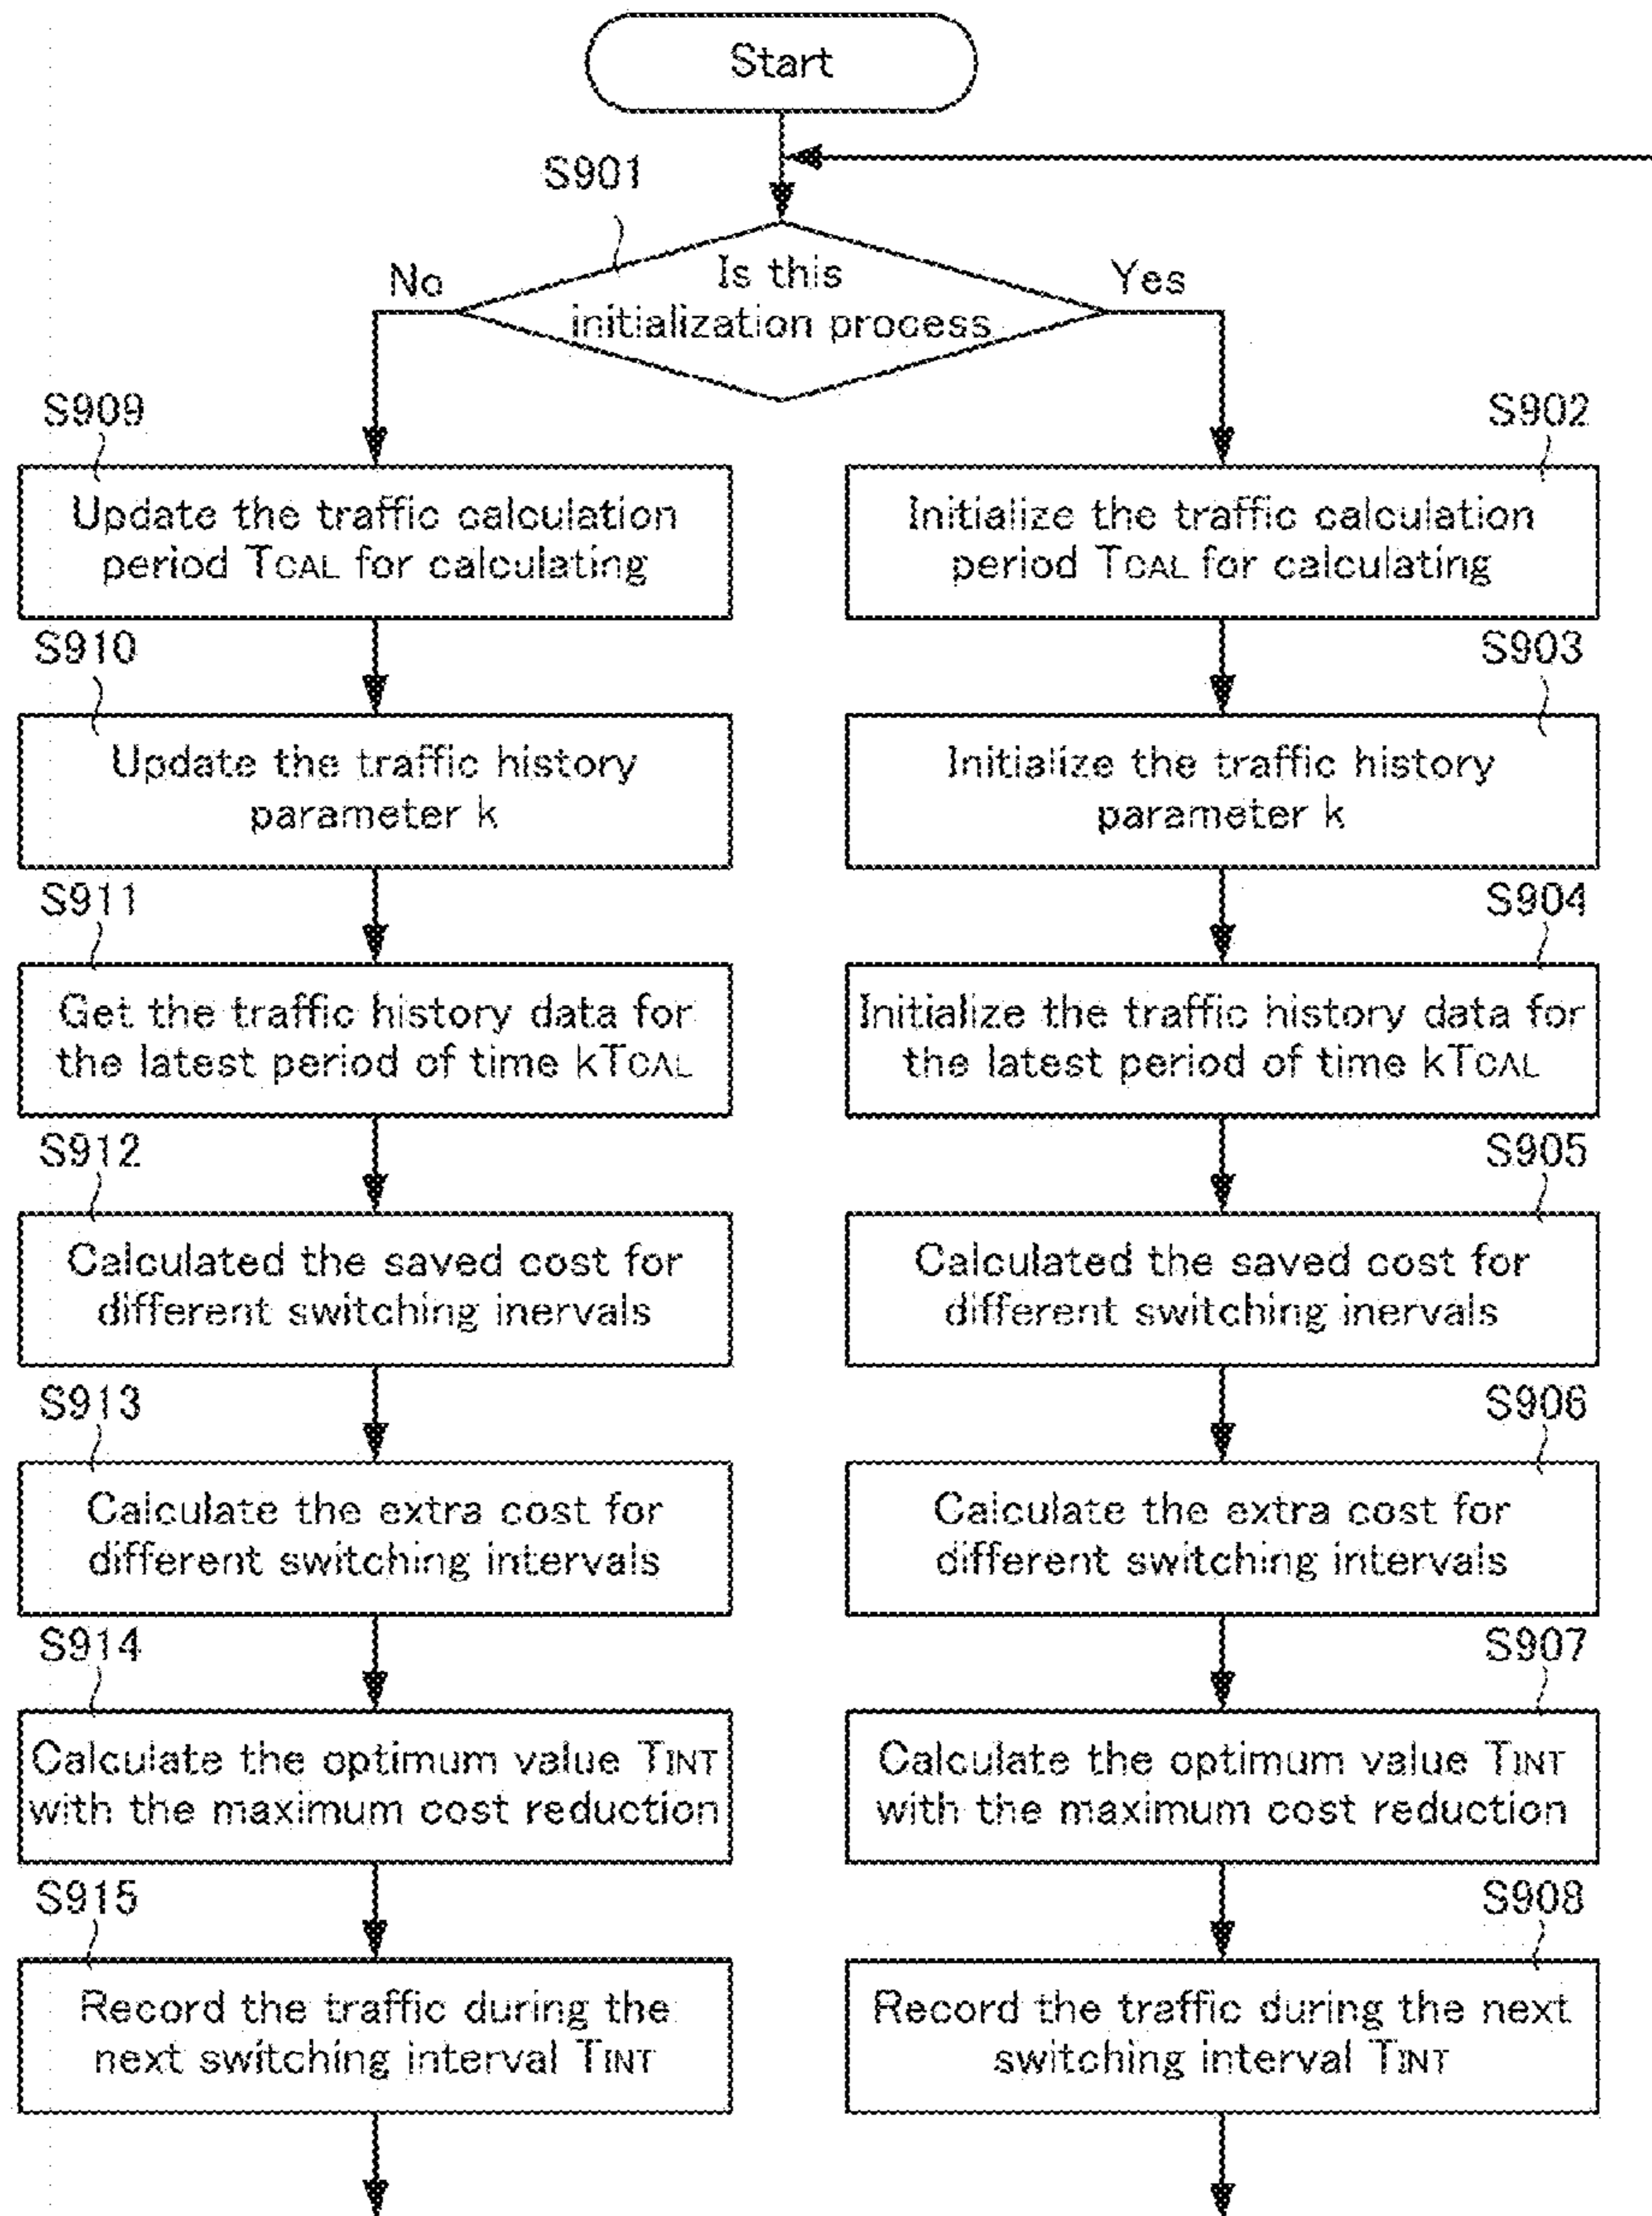 Start
S901
Is this
initialization process
No
Yes
S909
Update the traffic calculation
period TCAL for calculating
S910
Update the traffic history
parameter k
S911
Get the traffic history data for
the latest period of time kTCAL
S912
Calculated the saved cost for
different switching inervals
S913
Calculate the extra cost for
different switching intervals
S914
Calculate the optimum value TINT
with the maximum cost reduction
S915
Record the traffic during the
next switching interval TINT
S902
Initialize the traffic calculation
period TCAL for calculating
S903
Initialize the traffic history
parameter k
S904
Initialize the traffic history data for
the latest period of time kTCAL
S905
Calculated the saved cost for
different switching inervals
S906
Calculate the extra cost for
different switching intervals
S907
Calculate the optimum value TINT
with the maximum cost reduction
S908
Record the traffic during the next
switching interval TINT